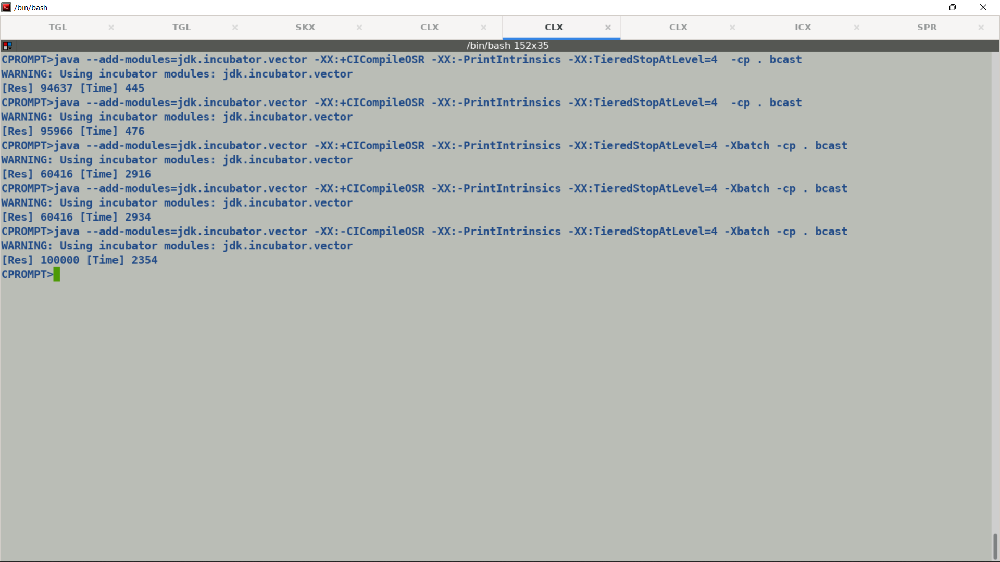 /bin/bash
TGL TGL SKX CLX CLX CLX ICX SPR
/bin/bash 152x35
CPROMPT>java --add-modules=jdk.incubator.vector -XX:+CICompileOSR -XX:-PrintIntrinsics -XX:TieredStopAtLevel=4  -cp . bcast
WARNING: Using incubator modules: jdk.incubator.vector
[Res] 94637 [Time] 445
CPROMPT>java --add-modules=jdk.incubator.vector -XX:+CICompileOSR -XX:-PrintIntrinsics -XX:TieredStopAtLevel=4  -cp . bcast
WARNING: Using incubator modules: jdk.incubator.vector
[Res] 95966 [Time] 476
CPROMPT>java --add-modules=jdk.incubator.vector -XX:+CICompileOSR -XX:-PrintIntrinsics -XX:TieredStopAtLevel=4 -Xbatch -cp . bcast
WARNING: Using incubator modules: jdk.incubator.vector
[Res] 60416 [Time] 2916
CPROMPT>java --add-modules=jdk.incubator.vector -XX:+CICompileOSR -XX:-PrintIntrinsics -XX:TieredStopAtLevel=4 -Xbatch -cp . bcast
WARNING: Using incubator modules: jdk.incubator.vector
[Res] 60416 [Time] 2934
CPROMPT>java --add-modules=jdk.incubator.vector -XX:-CICompileOSR -XX:-PrintIntrinsics -XX:TieredStopAtLevel=4 -Xbatch -cp . bcast
WARNING: Using incubator modules: jdk.incubator.vector
[Res] 100000 [Time] 2354
CPROMPT>